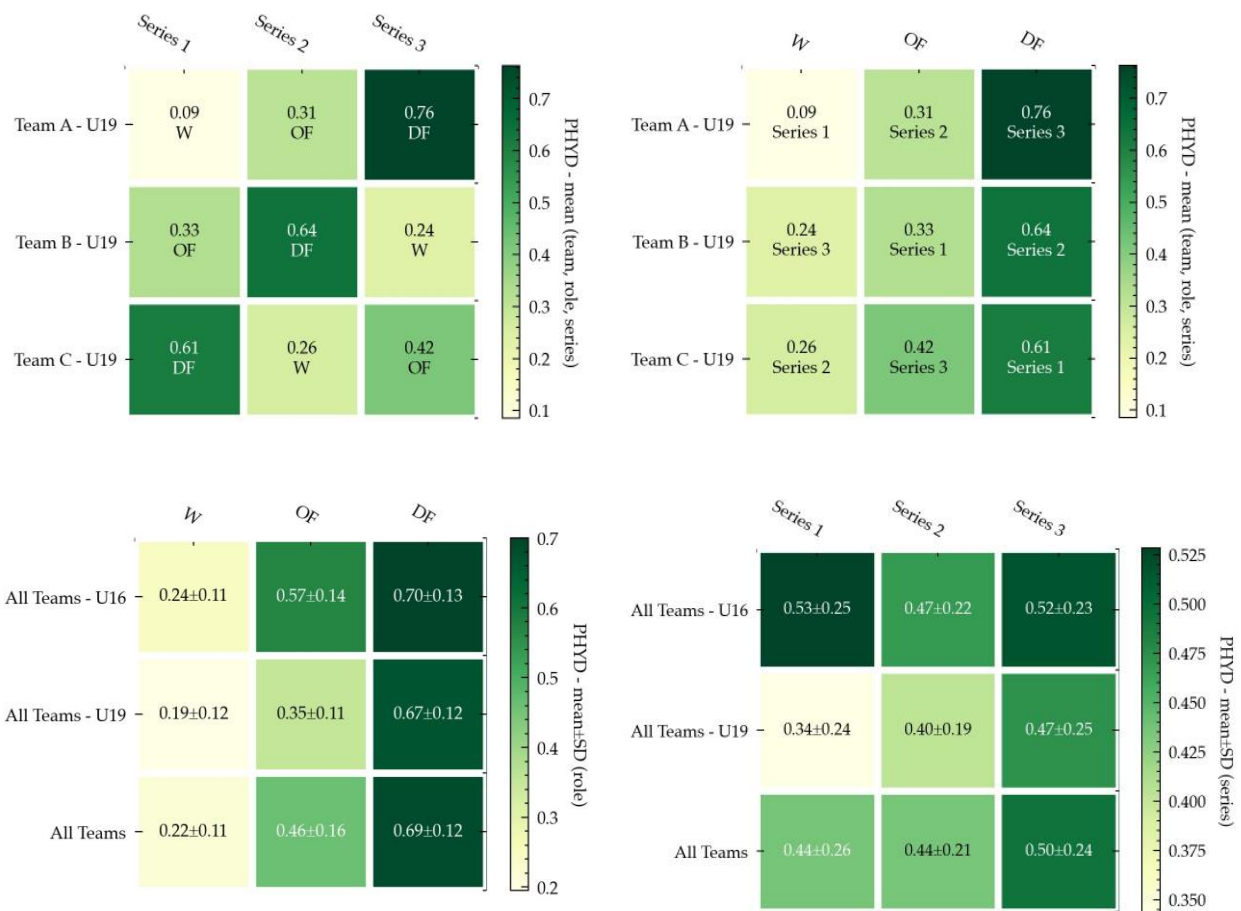 Series 1
Series 2
Series 3
Team A - U19
0.09
W
0.31
OF
0.76
DF
Team B - U19
0.33
OF
0.64
DF
0.24
W
Team C - U19
0.61
DF
0.26
W
0.42
OF
0.7
0.6
0.5
0.4
0.3
0.2
0.1
PHYD - mean (team, role, series)
W
OF
DF
Team A - U19
0.09
Series 1
0.31
Series 2
0.76
Series 3
Team B - U19
0.24
Series 3
0.33
Series 1
0.64
Series 2
Team C - U19
0.26
Series 2
0.42
Series 3
0.61
Series 1
0.7
0.6
0.5
0.4
0.3
0.2
0.1
PHYD - mean (team, role, series)
W
OF
DF
All Teams - U16
0.24±0.11
0.57±0.14
0.70±0.13
All Teams - U19
0.19±0.12
0.35±0.11
0.67±0.12
All Teams
0.22±0.11
0.46±0.16
0.69±0.12
0.7
0.6
0.5
0.4
0.3
0.2
PHYD - mean±SD (role)
Series 1
Series 2
Series 3
All Teams - U16
0.53±0.25
0.47±0.22
0.52±0.23
All Teams - U19
0.34±0.24
0.40±0.19
0.47±0.25
All Teams
0.44±0.26
0.44±0.21
0.50±0.24
0.525
0.500
0.475
0.450
0.425
0.400
0.375
0.350
PHYD - mean±SD (series)